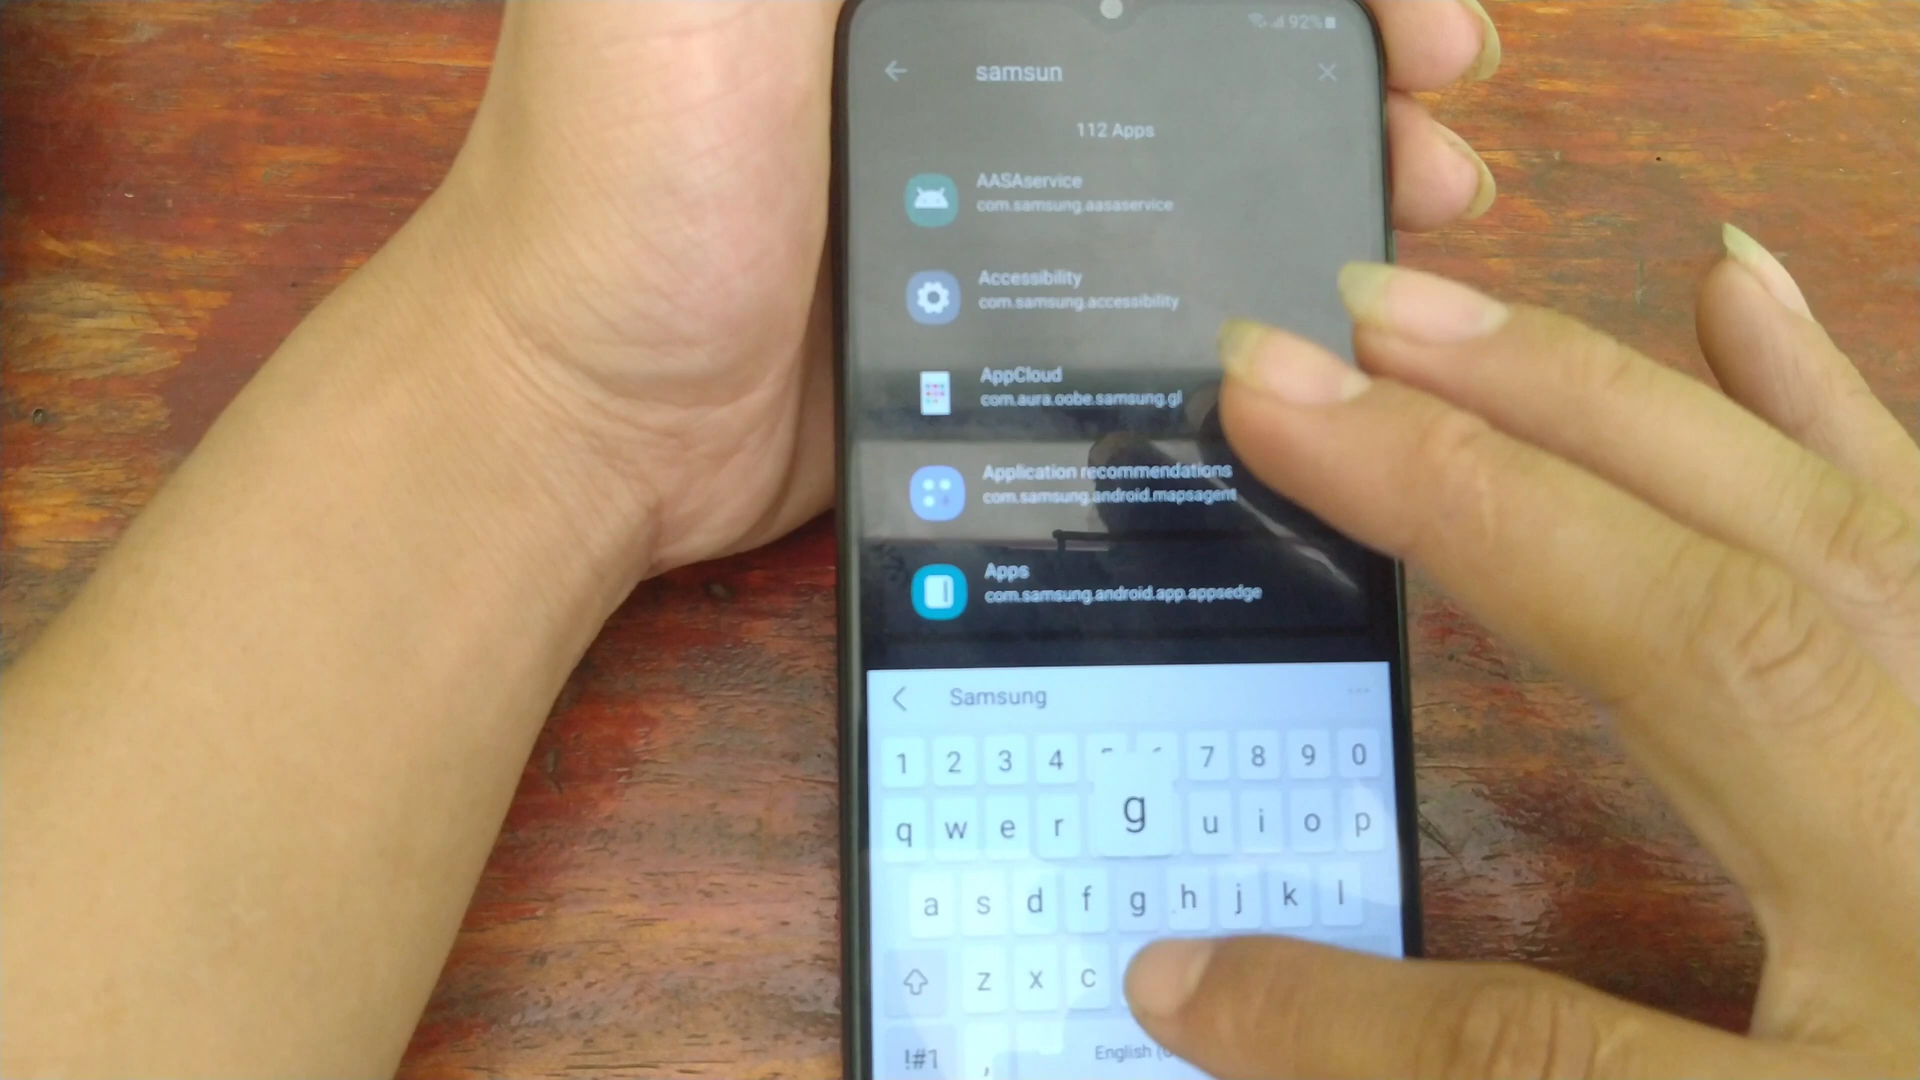 92%
samsun
112 Apps
AASAservice
com.samsung.aasaservice
Accessibility
com.samsung.accessibility
AppCloud
com.aura.oobe.samsung.gl
Application recommendations
com.samsung.android.mapsagent
Apps
com.samsung.android.app.appsedge
Samsung
1 2 3 4 7 8 9 0
g
q w e r u i o p
a s d f g h j k l
z x c
!#1 , English